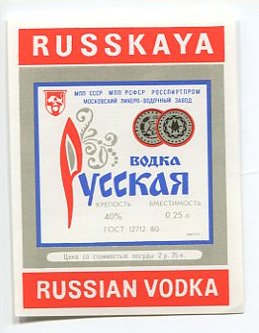 RUSSKAYA
МПП СССР МПП РСФСР РОСПИРТПРОМ
МОСКОВСКИЙ ЛИКЕРО-ВОДОЧНЫЙ ЗАВОД
ВОДКА
Русская
КРЕПОСТЬ ВМЕСТИМОСТЬ
40% 0,25 л
ГОСТ 12712-80
Цена со стоимостью посуды 2 р. 75 к.
RUSSIAN VODKA